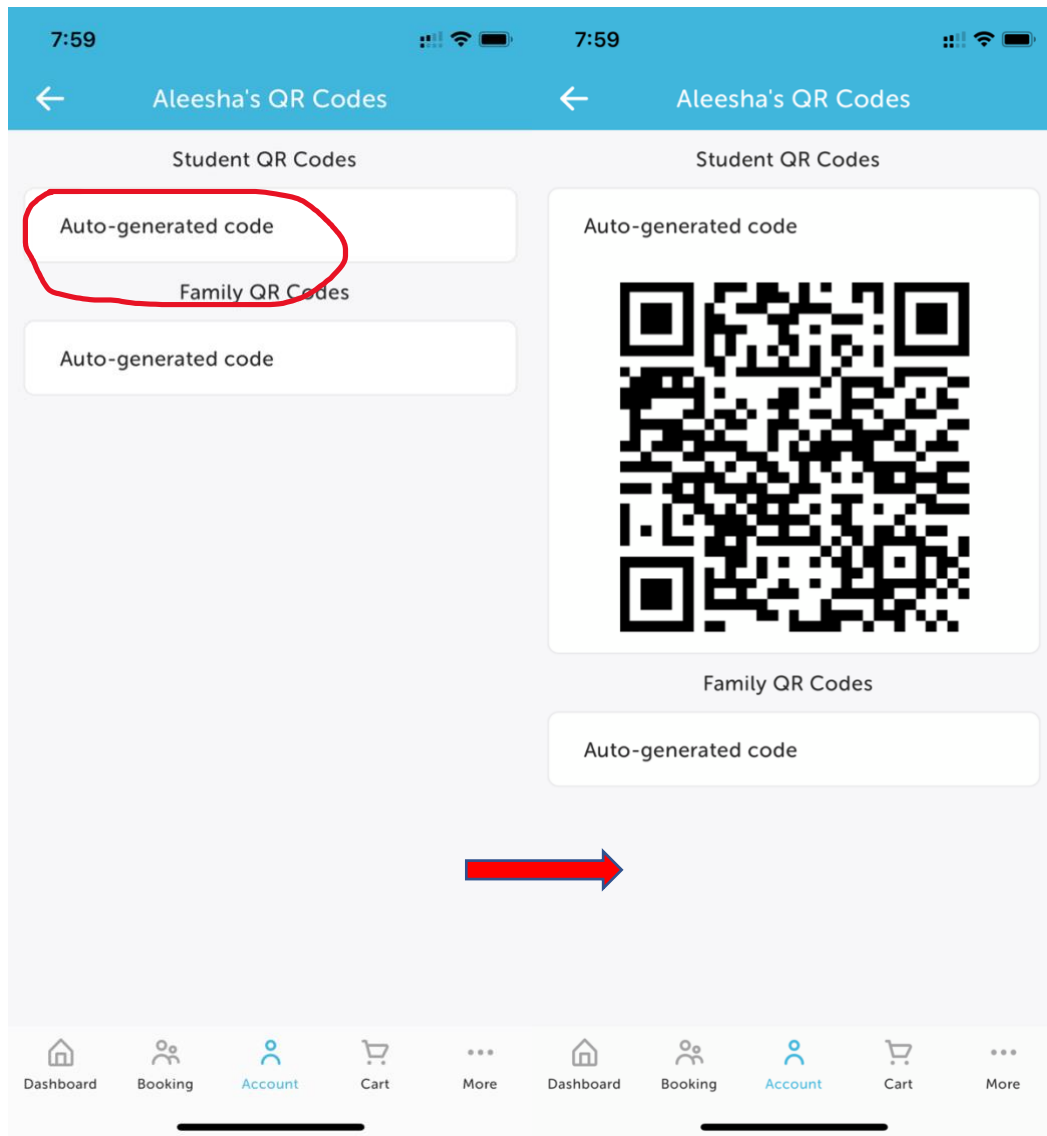 7:59
Aleesha's QR Codes
Student QR Codes
Auto-generated code
Family QR Codes
Auto-generated code
Dashboard Booking Account Cart More
7:59
Aleesha's QR Codes
Student QR Codes
Auto-generated code
Family QR Codes
Auto-generated code
Dashboard Booking Account Cart More